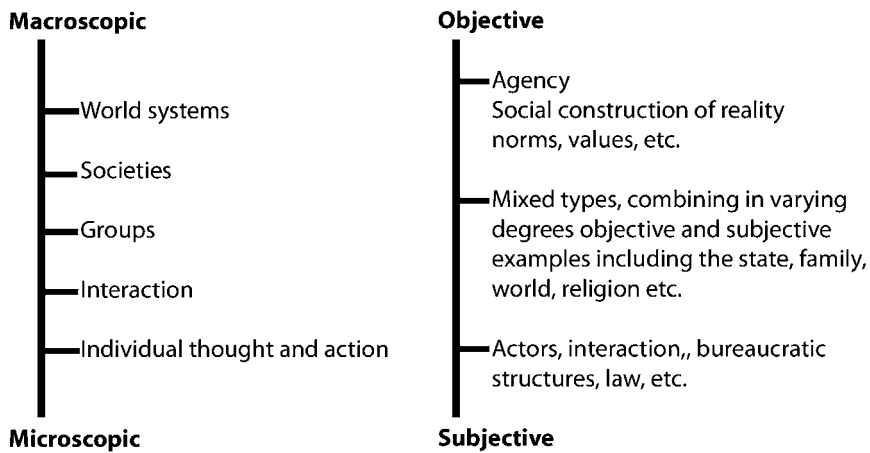 Macroscopic
World systems
Societies
Groups
Interaction
Individual thought and action
Microscopic
Objective
Agency
Social construction of reality
norms, values, etc.
Mixed types, combining in varying
degrees objective and subjective
examples including the state, family,
world, religion etc.
Actors, interaction,, bureaucratic
structures, law, etc.
Subjective